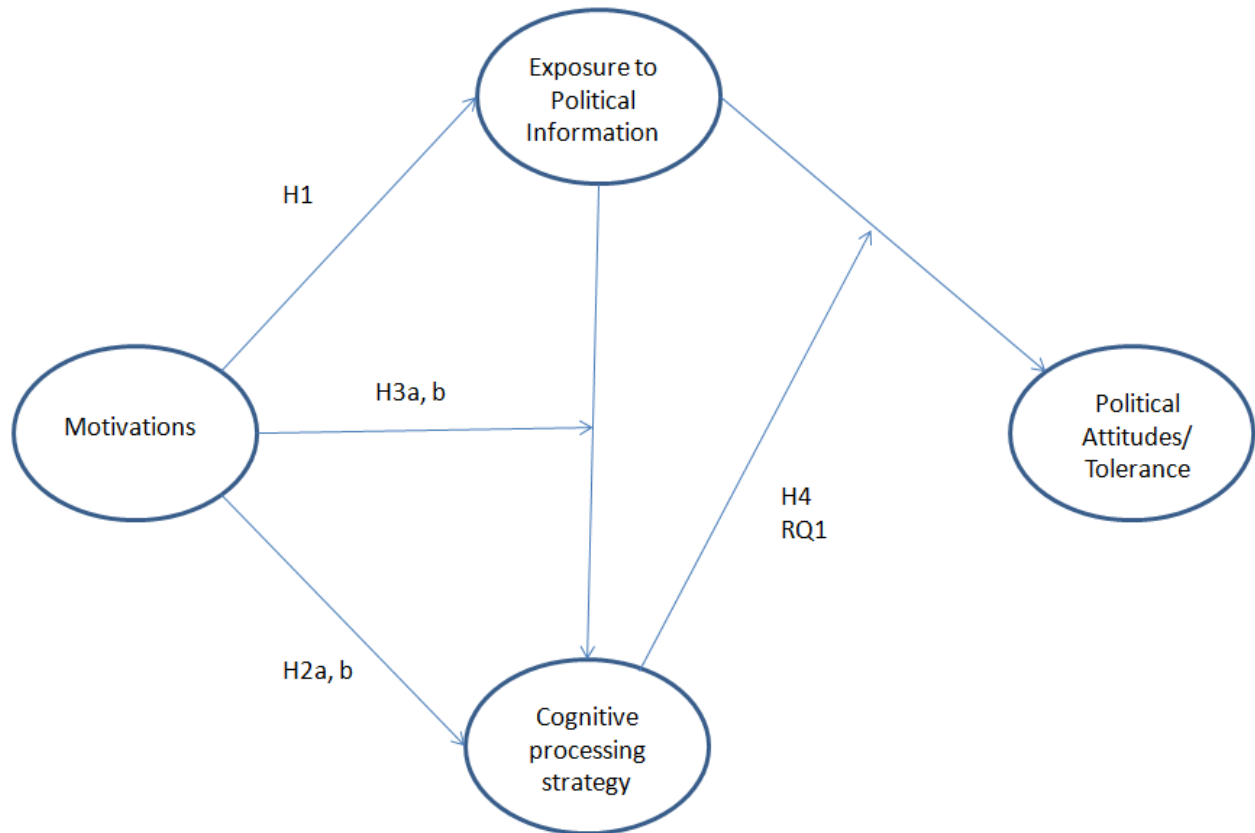 Exposure to
Political
Information
H1
H3a, b
Motivations
Political
Attitudes/
Tolerance
H4
RQ1
H2a, b
Cognitive
processing
strategy